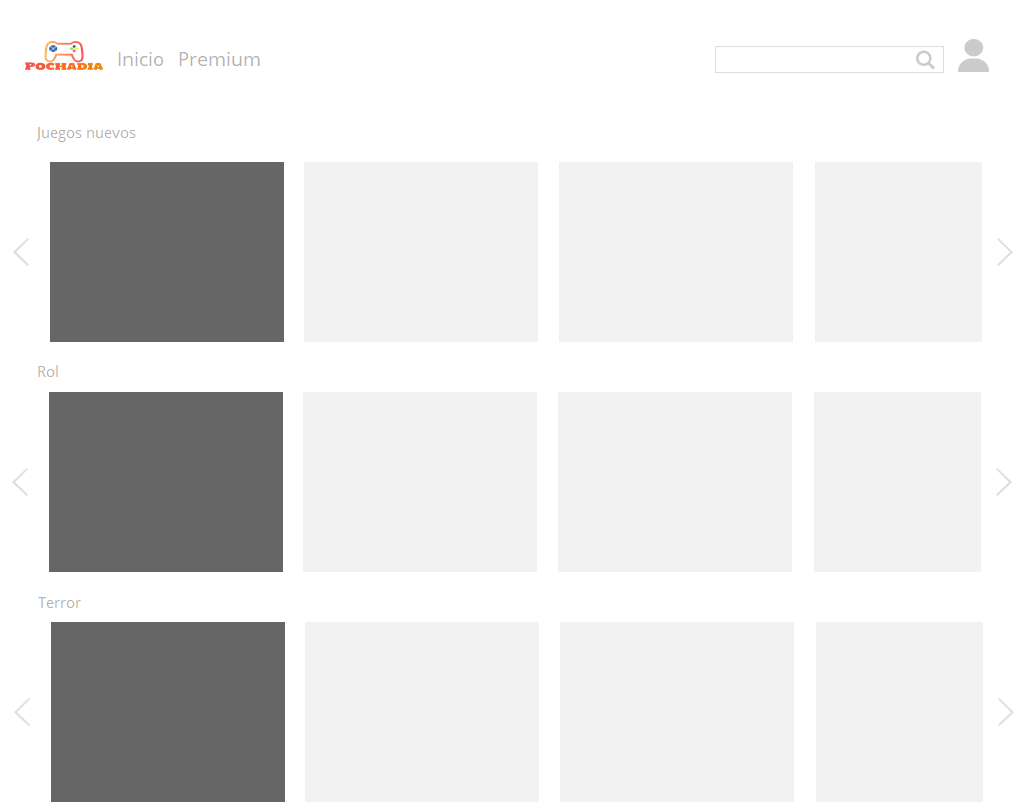 POCHADIA
Inicio Premium
Juegos nuevos
Rol
Terror